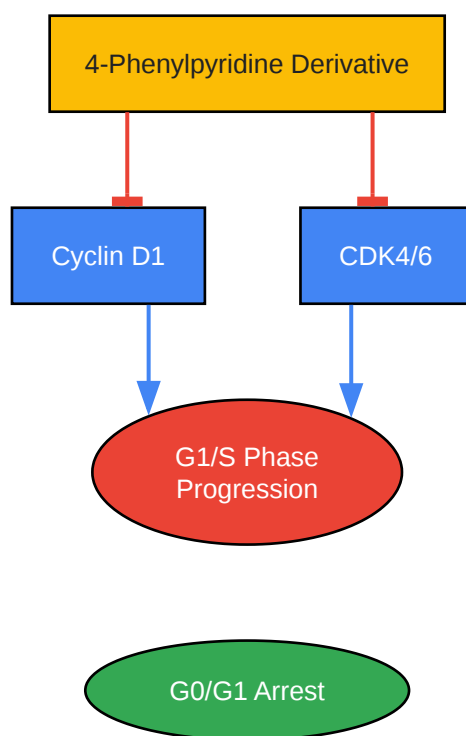 4-Phenylpyridine Derivative
Cyclin D1
CDK4/6
G1/S Phase
Progression
G0/G1 Arrest